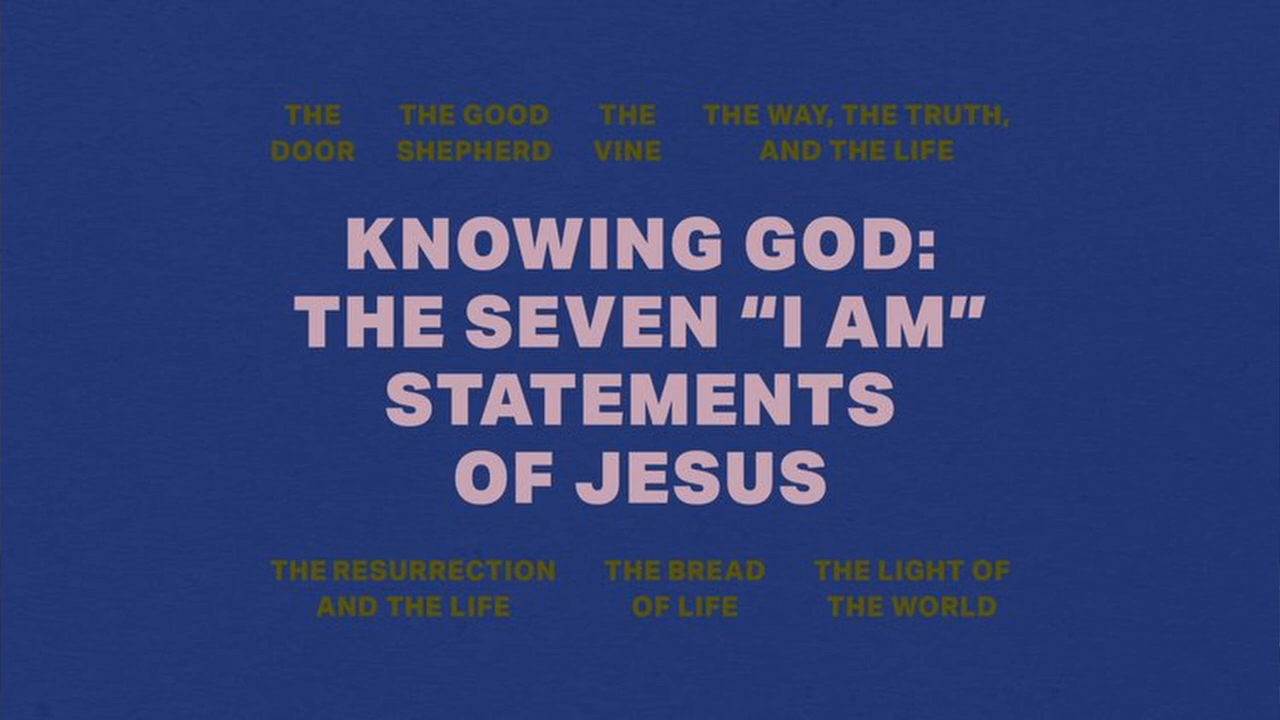 THE DOOR
THE GOOD SHEPHERD
THE VINE
THE WAY, THE TRUTH, AND THE LIFE
KNOWING GOD:
THE SEVEN “I AM”
STATEMENTS
OF JESUS
THE RESURRECTION AND THE LIFE
THE BREAD OF LIFE
THE LIGHT OF THE WORLD